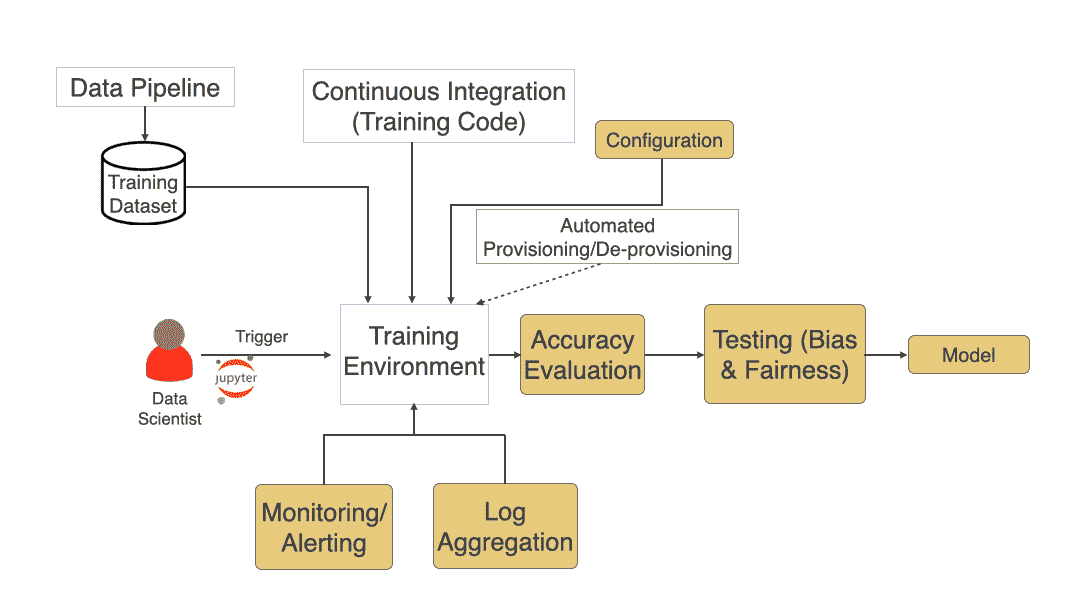 Data Pipeline
Continuous Integration
(Training Code)
Configuration
Training
Dataset
Automated
Provisioning/De-provisioning
Trigger
jupyter
Data
Scientist
Training
Environment
Accuracy
Evaluation
Testing (Bias
& Fairness)
Model
Monitoring/
Alerting
Log
Aggregation